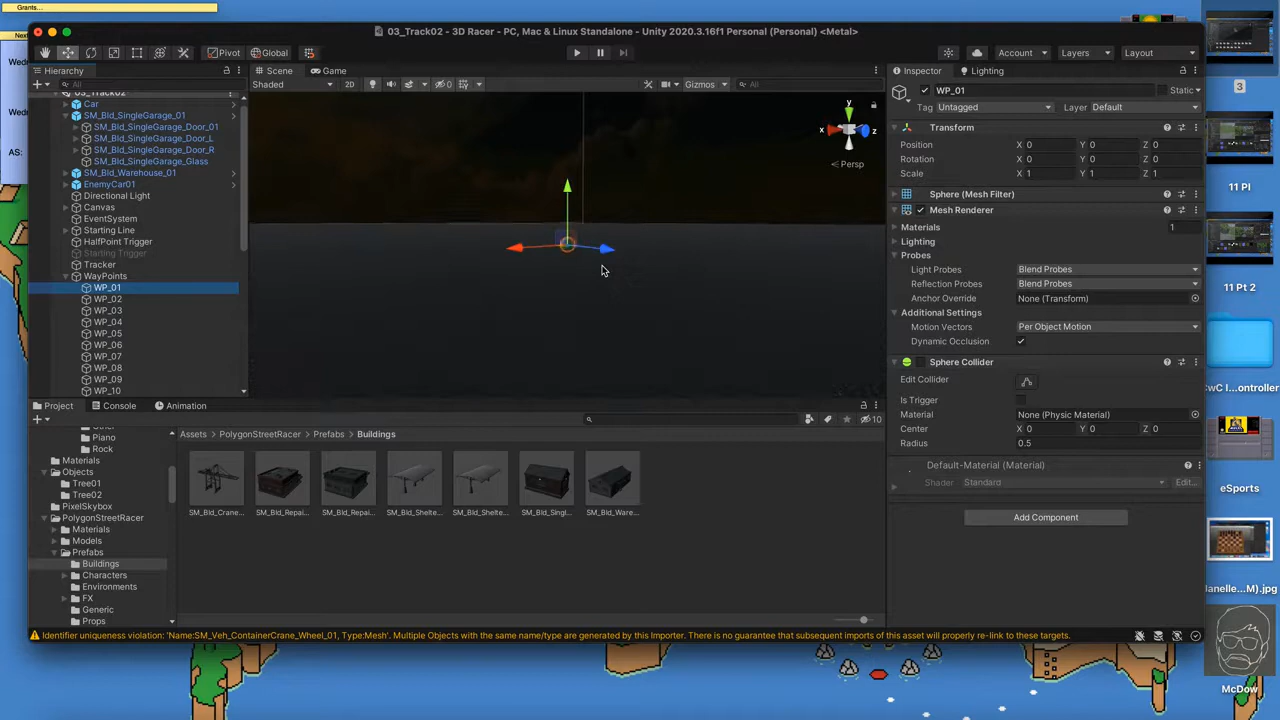 Grants...
Next
Wedn
Wedn
AS:
03_Track02 - 3D Racer - PC, Mac & Linux Standalone - Unity 2020.3.16f1 Personal (Personal) <Metal>
Pivot Global
Account Layers Layout
Hierarchy
All
03_Track02
Car
SM_Bld_SingleGarage_01
SM_Bld_SingleGarage_Door_01
SM_Bld_SingleGarage_Door_L
SM_Bld_SingleGarage_Door_R
SM_Bld_SingleGarage_Glass
SM_Bld_Warehouse_01
EnemyCar01
Directional Light
Canvas
EventSystem
Starting Line
HalfPoint Trigger
Starting Trigger
Tracker
WayPoints
WP_01
WP_02
WP_03
WP_04
WP_05
WP_06
WP_07
WP_08
WP_09
WP_10
Scene Game
Shaded 2D 0 Gizmos All
y
x z
Persp
Inspector Lighting
WP_01 Static
Tag Untagged Layer Default
Transform
Position X 0 Y 0 Z 0
Rotation X 0 Y 0 Z 0
Scale X 1 Y 1 Z 1
Sphere (Mesh Filter)
Mesh Renderer
Materials 1
Lighting
Probes
Light Probes Blend Probes
Reflection Probes Blend Probes
Anchor Override None (Transform)
Additional Settings
Motion Vectors Per Object Motion
Dynamic Occlusion
Sphere Collider
Edit Collider
Is Trigger
Material None (Physic Material)
Center X 0 Y 0 Z 0
Radius 0.5
Default-Material (Material)
Shader Standard Edit...
Add Component
Project Console Animation
10
Other
Piano
Rock
Materials
Objects
Tree01
Tree02
PixelSkybox
PolygonStreetRacer
Materials
Models
Prefabs
Buildings
Characters
Environments
FX
Generic
Props
Assets PolygonStreetRacer Prefabs Buildings
SM_Bld_Crane... SM_Bld_Repai... SM_Bld_Repai... SM_Bld_Shelte... SM_Bld_Shelte... SM_Bld_Singl... SM_Bld_Ware...
Identifier uniqueness violation: 'Name:SM_Veh_ContainerCrane_Wheel_01, Type:Mesh'. Multiple Objects with the same name/type are generated by this Importer. There is no guarantee that subsequent imports of this asset will properly re-link to these targets.
3
11 Pl
11 Pt 2
CwC I...ontroller
eSports
anelle...M).jpg
McDow